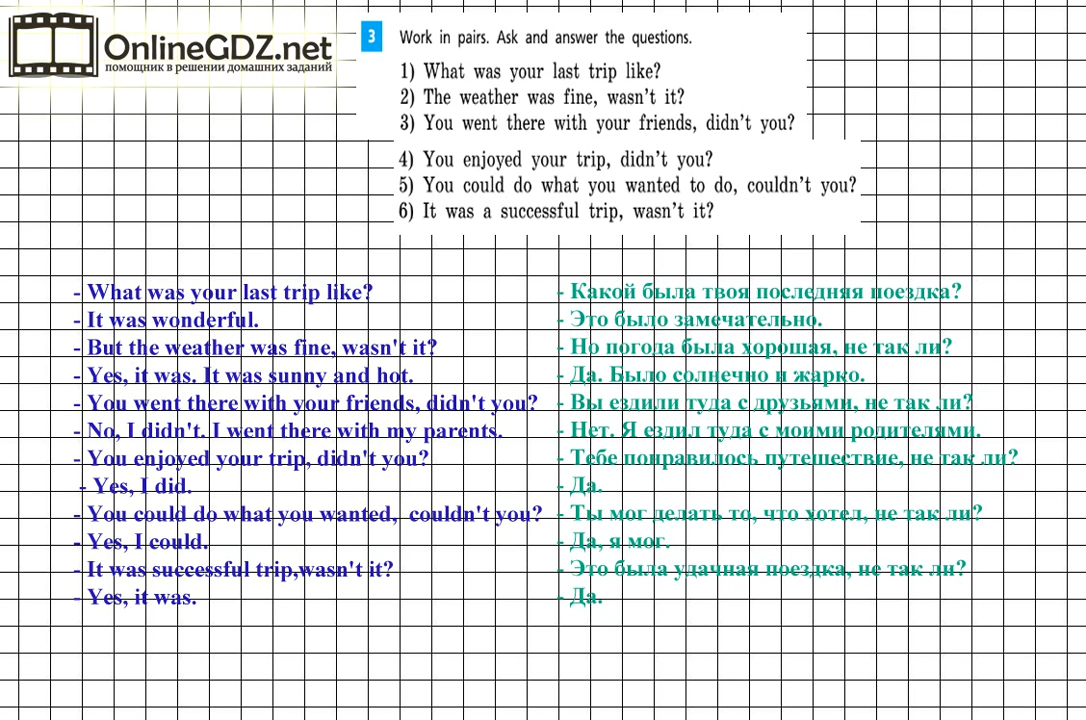 OnlineGDZ.net
помощник в решении домашних заданий
3 Work in pairs. Ask and answer the questions.
1) What was your last trip like?
2) The weather was fine, wasn't it?
3) You went there with your friends, didn't you?
4) You enjoyed your trip, didn't you?
5) You could do what you wanted to do, couldn't you?
6) It was a successful trip, wasn't it?
- What was your last trip like?
- It was wonderful.
- But the weather was fine, wasn't it?
- Yes, it was. It was sunny and hot.
- You went there with your friends, didn't you?
- No, I didn't. I went there with my parents.
- You enjoyed your trip, didn't you?
- Yes, I did.
- You could do what you wanted, couldn't you?
- Yes, I could.
- It was successful trip,wasn't it?
- Yes, it was.
- Какой была твоя последняя поездка?
- Это было замечательно.
- Но погода была хорошая, не так ли?
- Да. Было солнечно и жарко.
- Вы ездили туда с друзьями, не так ли?
- Нет. Я ездил туда с моими родителями.
- Тебе понравилось путешествие, не так ли?
- Да.
- Ты мог делать то, что хотел, не так ли?
- Да, я мог.
- Это была удачная поездка, не так ли?
- Да.